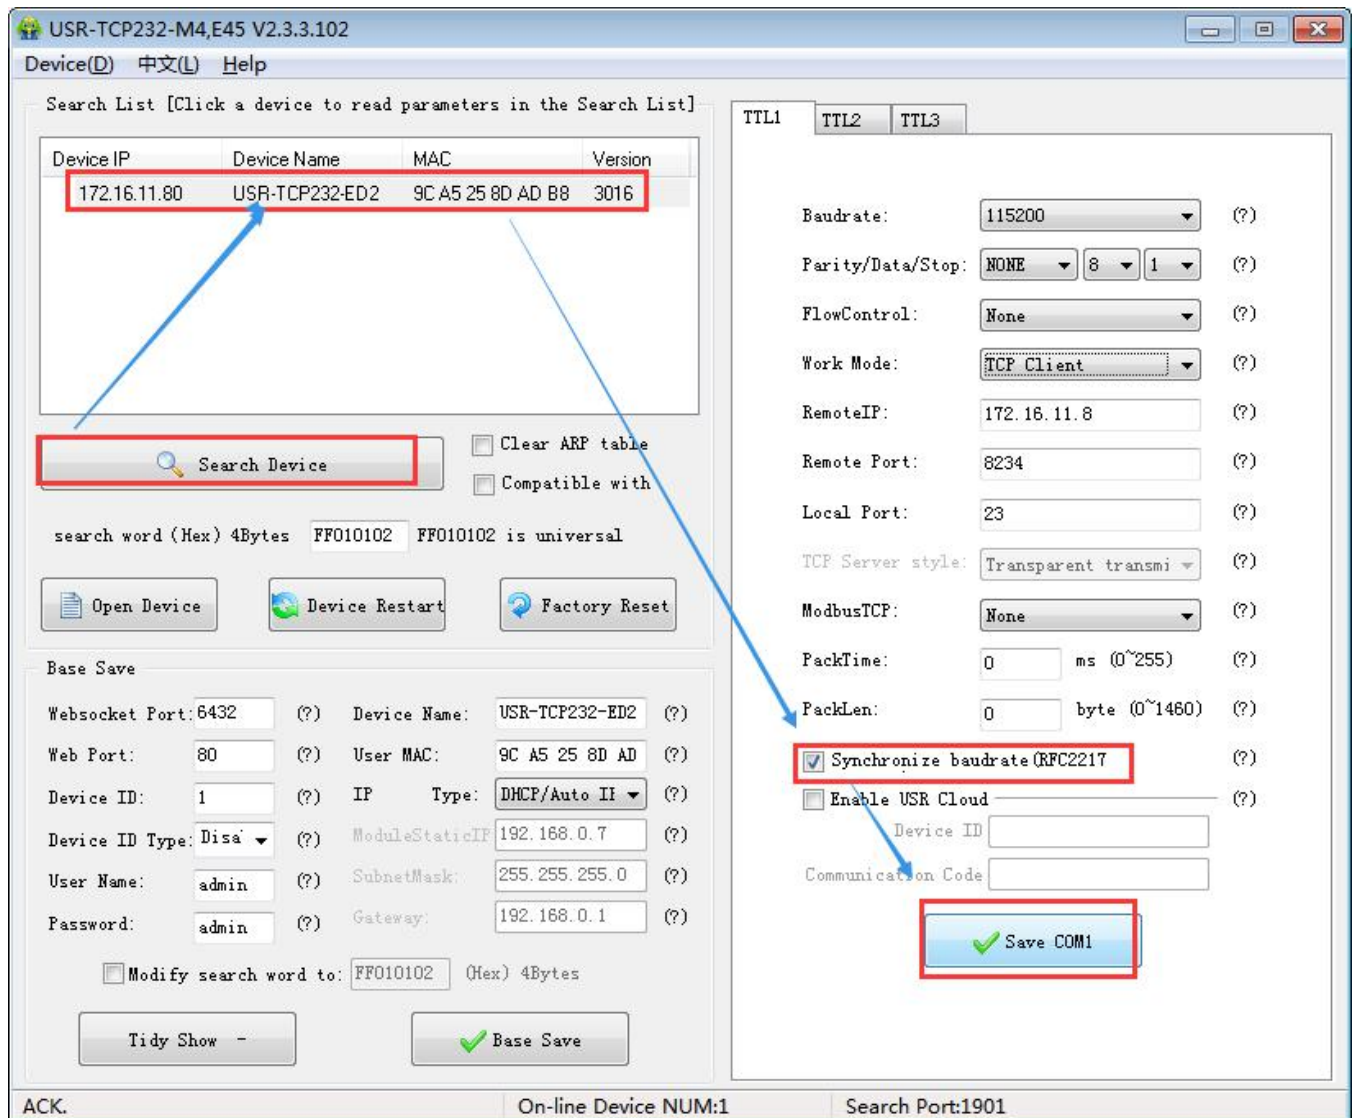 USR-TCP232-M4,E45 V2.3.3.102
Device(D) 中文(L) Help
Search List [Click a device to read parameters in the Search List]
Device IP Device Name MAC Version
172.16.11.80 USR-TCP232-ED2 9C A5 25 8D AD B8 3016
Search Device
Clear ARP table
Compatible with
search word (Hex) 4Bytes FF010102 FF010102 is universal
Open Device Device Restart Factory Reset
Base Save
Websocket Port: 6432 (?) Device Name: USR-TCP232-ED2 (?)
Web Port: 80 (?) User MAC: 9C A5 25 8D AD (?)
Device ID: 1 (?) IP Type: DHCP/Auto II (?)
Device ID Type: Disa (?) ModuleStaticIP 192.168.0.7 (?)
User Name: admin (?) SubnetMask: 255.255.255.0 (?)
Password: admin (?) Gateway: 192.168.0.1 (?)
Modify search word to: FF010102 (Hex) 4Bytes
Tidy Show - Base Save
TTL1 TTL2 TTL3
Baudrate: 115200 (?)
Parity/Data/Stop: NONE 8 1 (?)
FlowControl: None (?)
Work Mode: TCP Client (?)
RemoteIP: 172.16.11.8 (?)
Remote Port: 8234 (?)
Local Port: 23 (?)
TCP Server style: Transparent transmi (?)
ModbusTCP: None (?)
PackTime: 0 ms (0~255) (?)
PackLen: 0 byte (0~1460) (?)
Synchronize baudrate(RFC2217 (?)
Enable USR Cloud (?)
Device ID
Communication Code
Save COM1
ACK. On-line Device NUM:1 Search Port:1901